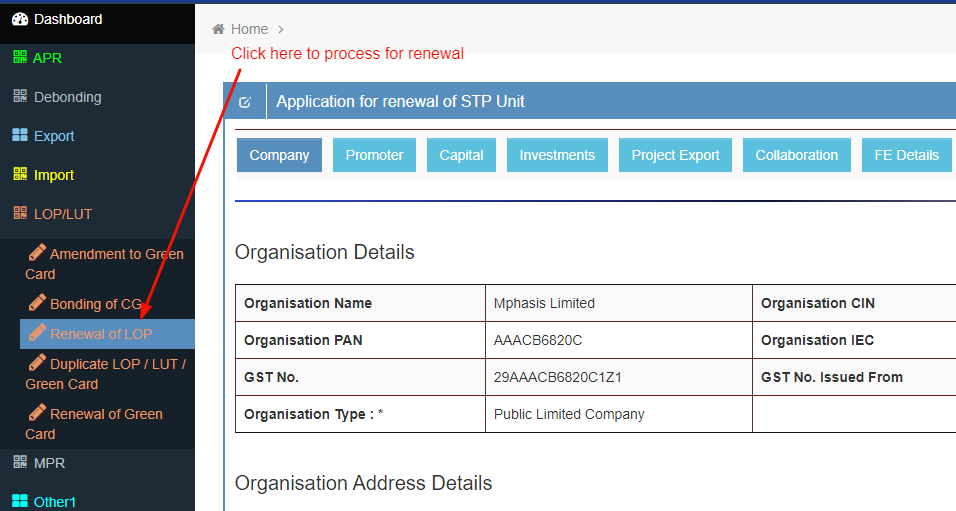 Dashboard
Home >
Click here to process for renewal
APR
Application for renewal of STP Unit
Debonding
Export
Company Promoter Capital Investments Project Export Collaboration FE Details
Import
LOP/LUT
Amendment to Green
Card
Bonding of CG
Renewal of LOP
Duplicate LOP / LUT /
Green Card
Renewal of Green
Card
MPR
Other1
Organisation Details
Organisation Name Mphasis Limited Organisation CIN
Organisation PAN AAACB6820C Organisation IEC
GST No. 29AAACB6820C1Z1 GST No. Issued From
Organisation Type : * Public Limited Company
Organisation Address Details